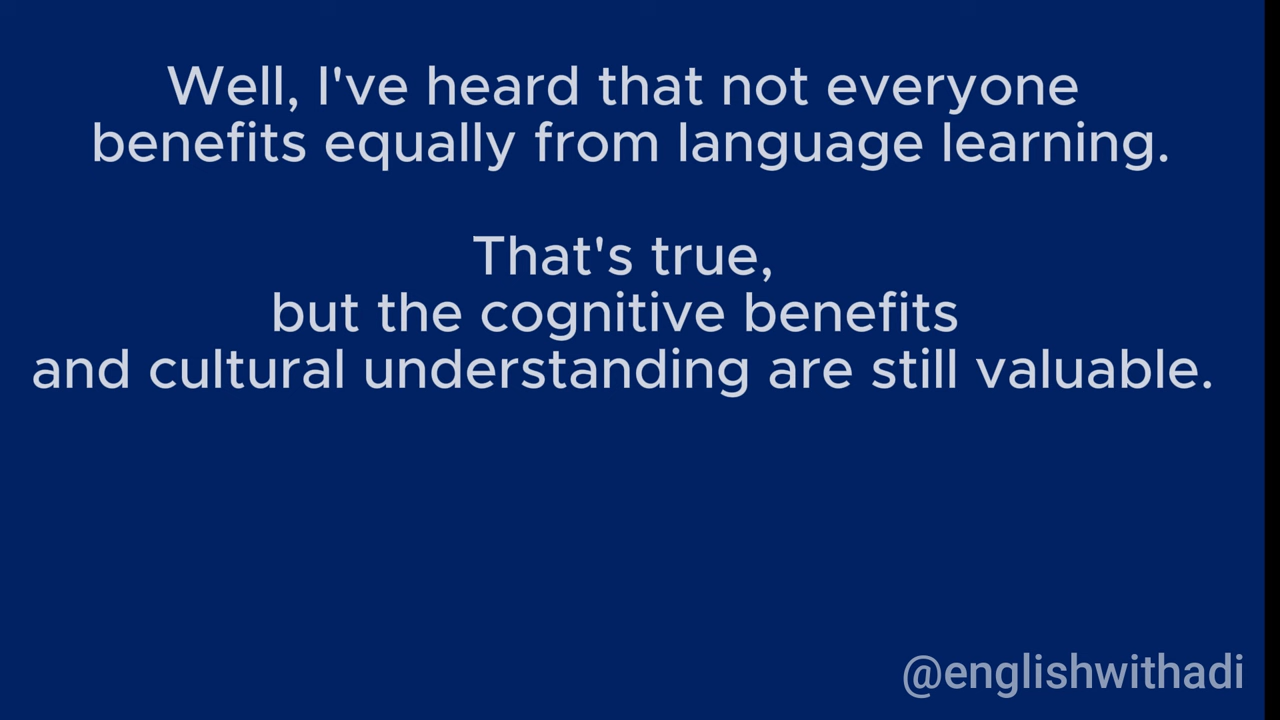 Well, I've heard that not everyone
benefits equally from language learning.
That's true,
but the cognitive benefits
and cultural understanding are still valuable.
@englishwithadi